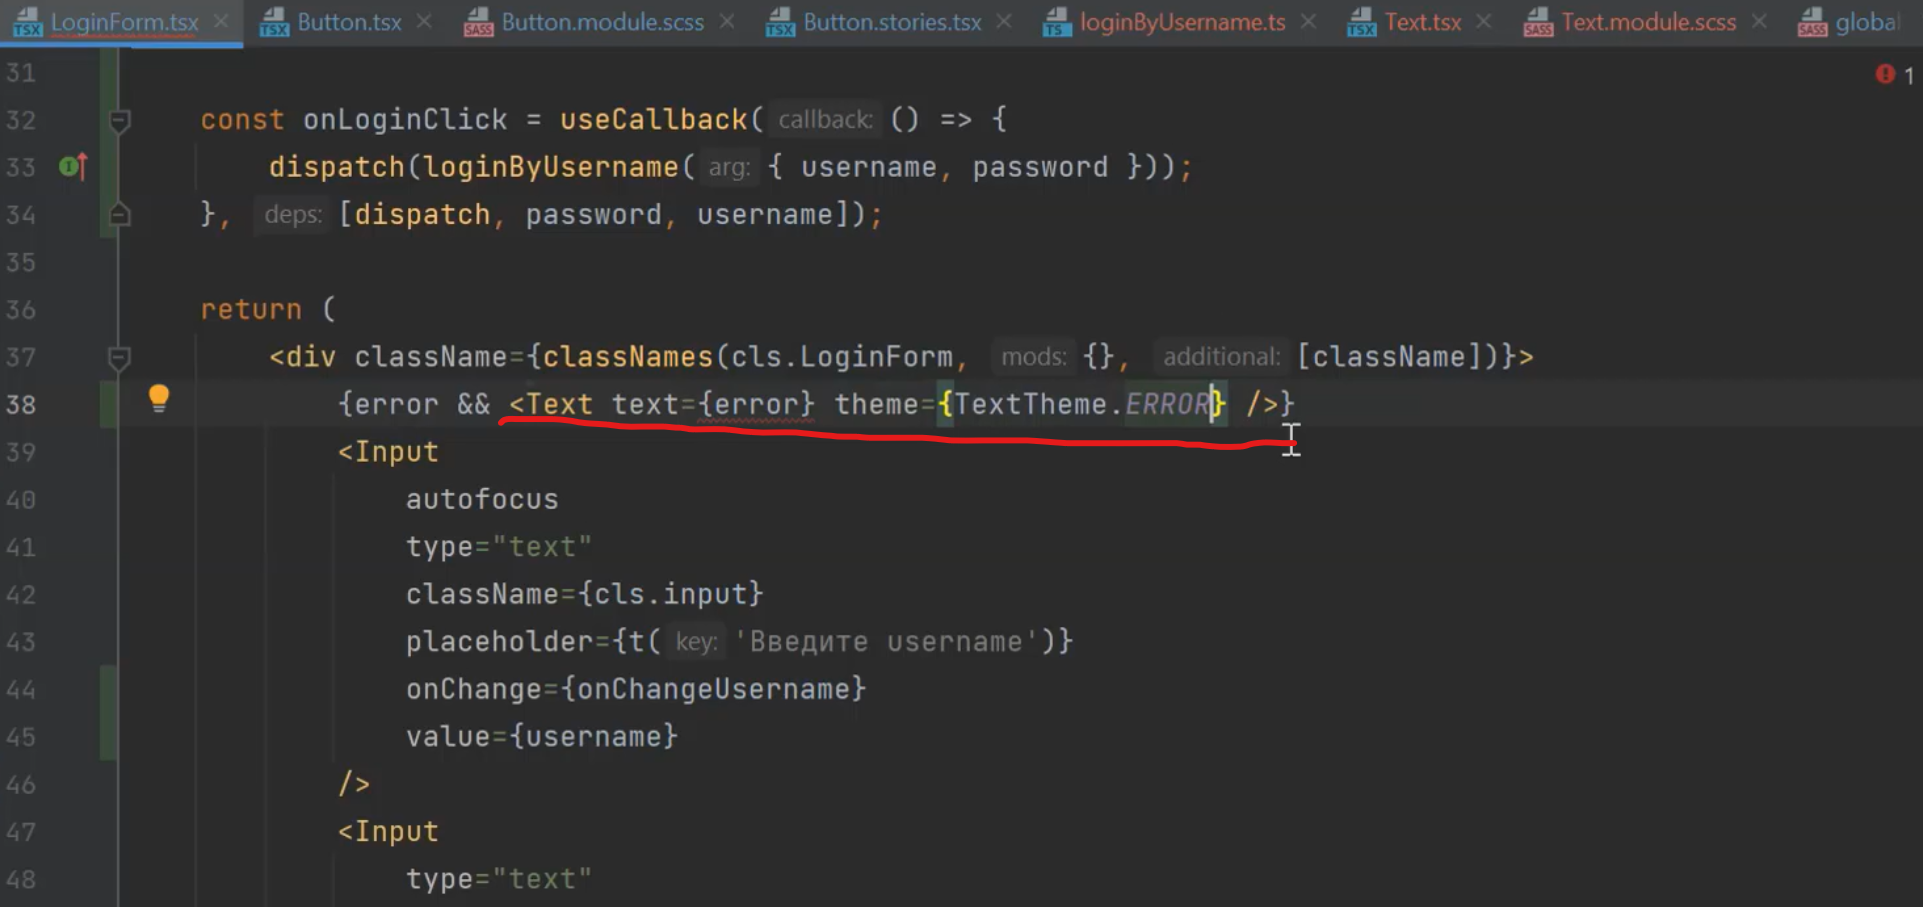 LoginForm.tsx Button.tsx Button.module.scss Button.stories.tsx loginByUsername.ts Text.tsx Text.module.scss global
31 1
32 const onLoginClick = useCallback( callback: () => {
33 dispatch(loginByUsername( arg: { username, password }));
34 }, deps: [dispatch, password, username]);
35
36 return (
37 <div className={classNames(cls.LoginForm, mods: {}, additional: [className])}>
38 {error && <Text text={error} theme={TextTheme.ERROR} />}
39 <Input
40 autofocus
41 type="text"
42 className={cls.input}
43 placeholder={t( key: 'Введите username')}
44 onChange={onChangeUsername}
45 value={username}
46 />
47 <Input
48 type="text"